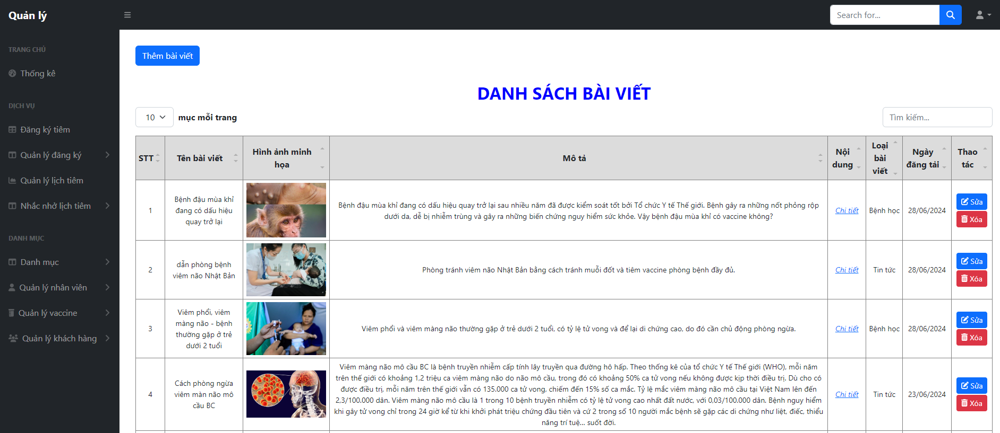 Quản lý
Search for...
TRANG CHỦ
Thống kê
DỊCH VỤ
Đăng ký tiêm
Quản lý đăng ký
Quản lý lịch tiêm
Nhắc nhở lịch tiêm
DANH MỤC
Danh mục
Quản lý nhân viên
Quản lý vaccine
Quản lý khách hàng
Thêm bài viết
DANH SÁCH BÀI VIẾT
10 mục mỗi trang
Tìm kiếm...
STT
Tên bài viết
Hình ảnh minh
họa
Mô tả
Nội
dung
Loại
bài
viết
Ngày
đăng tải
Thao
tác
1
Bệnh đậu mùa khỉ
đang có dấu hiệu
quay trở lại
Bệnh đậu mùa khỉ đang có dấu hiệu quay trở lại sau nhiều năm đã được kiểm soát tốt bởi Tổ chức Y tế Thế giới. Bệnh gây ra những nốt phỏng rộp
dưới da, dễ bị nhiễm trùng và gây ra những biến chứng nguy hiểm sức khỏe. Vậy bệnh đậu mùa khỉ có vaccine không?
Chi tiết
Bệnh học
28/06/2024
Sửa
Xóa
2
dẫn phòng bệnh
viêm não Nhật Bản
Phòng tránh viêm não Nhật Bản bằng cách tránh muỗi đốt và tiêm vaccine phòng bệnh đầy đủ.
Chi tiết
Tin tức
28/06/2024
Sửa
Xóa
3
Viêm phổi, viêm
màng não - bệnh
thường gặp ở trẻ
dưới 2 tuổi
Viêm phổi và viêm màng não thường gặp ở trẻ dưới 2 tuổi, có tỷ lệ tử vong và để lại di chứng cao, do đó cần chủ động phòng ngừa.
Chi tiết
Bệnh học
28/06/2024
Sửa
Xóa
4
Cách phòng ngừa
viêm màn não mô
cầu BC
Viêm màng não mô cầu BC là bệnh truyền nhiễm cấp tính lây truyền qua đường hô hấp. Theo thống kê của tổ chức Y tế Thế giới (WHO), mỗi năm
trên thế giới có khoảng 1,2 triệu ca viêm màng não do não mô cầu, trong đó có khoảng 50% ca tử vong nếu không được kịp thời điều trị. Dù cho có
được điều trị, mỗi năm trên thế giới vẫn có 135.000 ca tử vong, chiếm đến 15% số ca mắc. Tỷ lệ mắc viêm màng não mô cầu tại Việt Nam lên đến
2,3/100.000 dân. Viêm màng não mô cầu là 1 trong 10 bệnh truyền nhiễm có tỷ lệ tử vong cao nhất đất nước, với 0,03/100.000 dân. Bệnh nguy hiểm
khi gây tử vong chỉ trong 24 giờ kể từ khi khởi phát triệu chứng đầu tiên và cứ 2 trong số 10 người mắc bệnh sẽ gặp các di chứng như liệt, điếc, thiểu
năng trí tuệ... suốt đời.
Chi tiết
Tin tức
23/06/2024
Sửa
Xóa